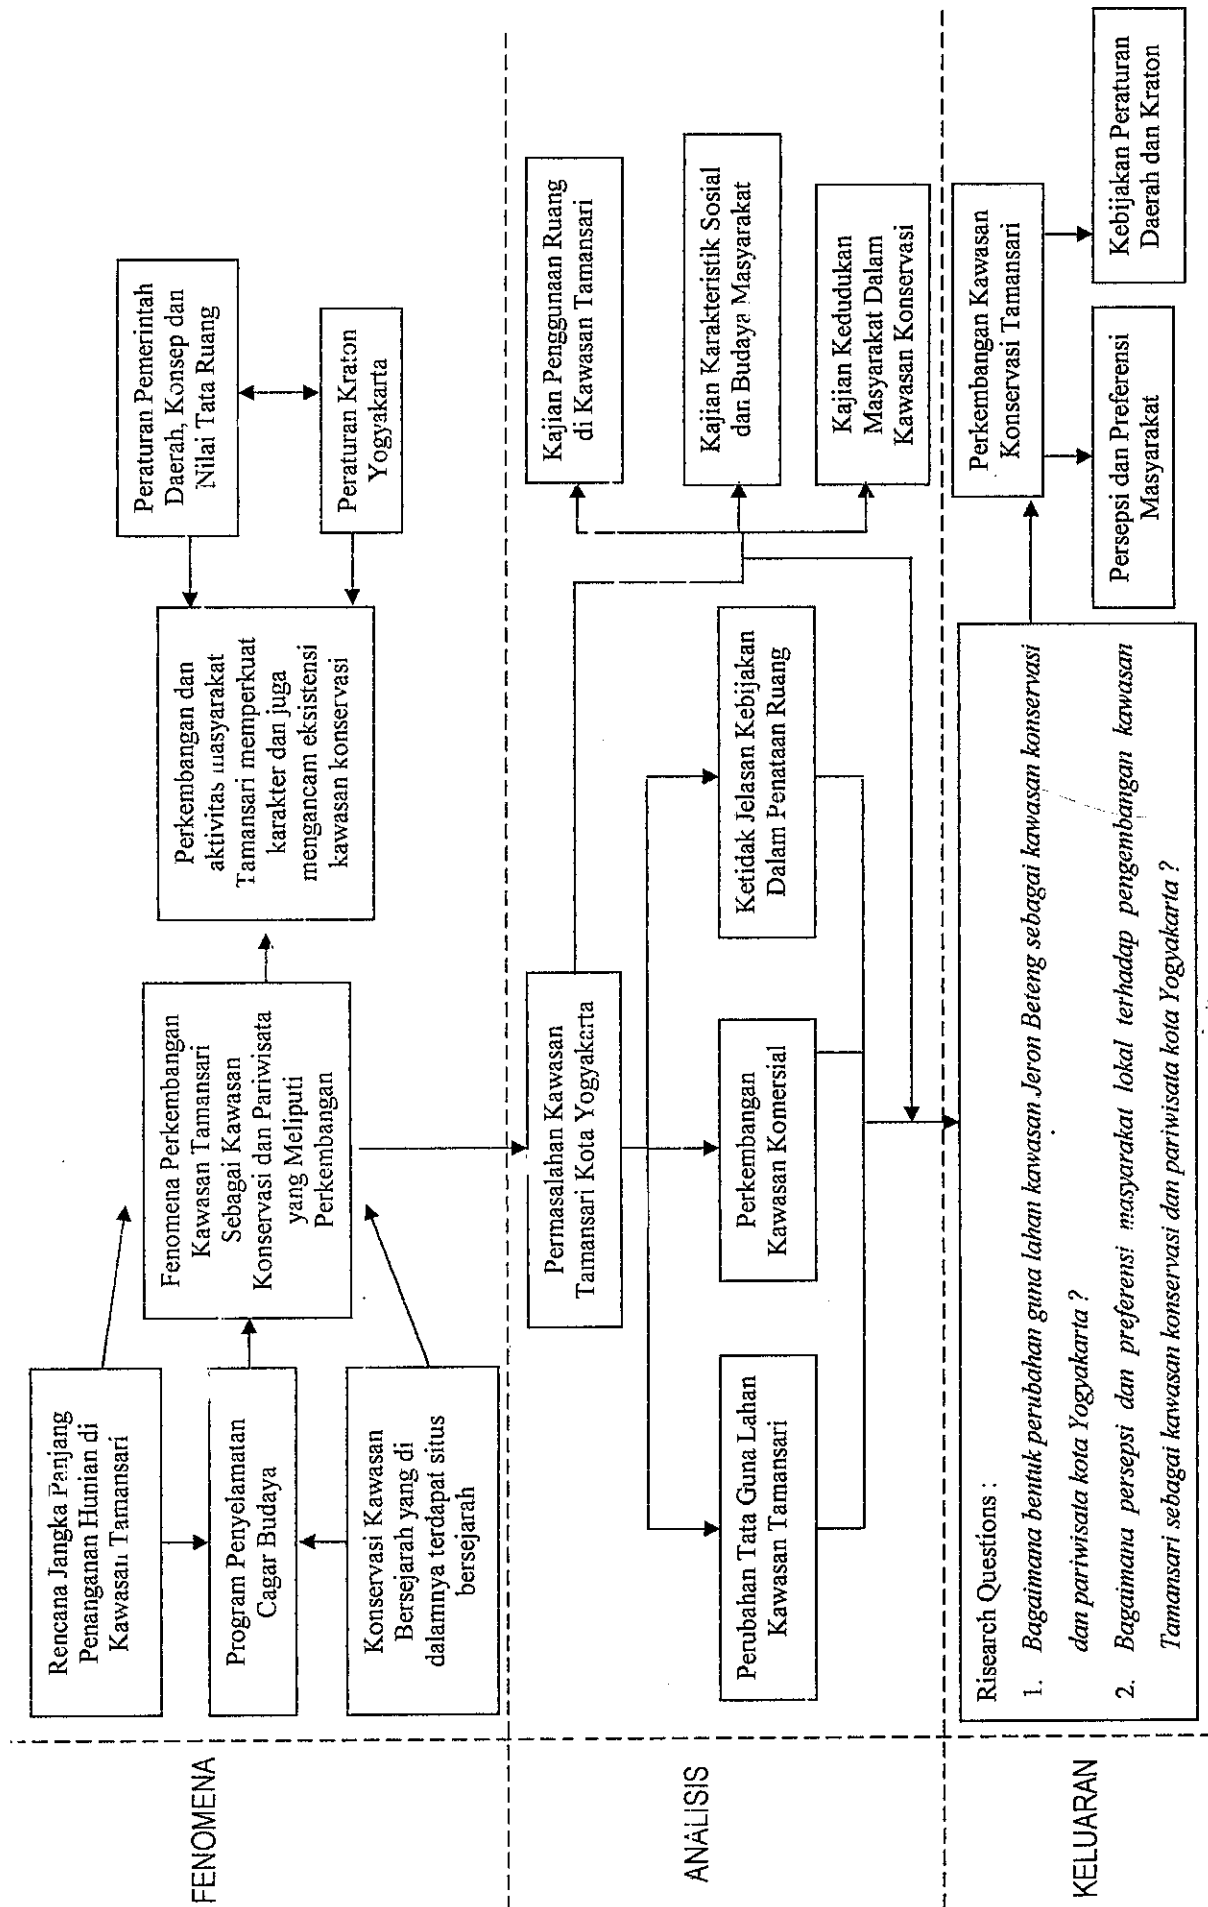 FENOMENA
Rencana Jangka Panjang
Penanganan Hunian di
Kawasan Tamansari
Program Penyelamatan
Cagar Budaya
Konservasi Kawasan
Bersejarah yang di
dalamnya terdapat situs
bersejarah
Fenomena Perkembangan
Kawasan Tamansari
Sebagai Kawasan
Konservasi dan Pariwisata
yang Meliputi
Perkembangan
Perkembangan dan
aktivitas masyarakat
Tamansari memperkuat
karakter dan juga
mengancam eksistensi
kawasan konservasi
Peraturan Pemerintah
Daerah, Konsep dan
Nilai Tata Ruang
Peraturan Kraton
Yogyakarta
ANALISIS
Permasalahan Kawasan
Tamansari Kota Yogyakarta
Perubahan Tata Guna Lahan
Kawasan Tamansari
Perkembangan
Kawasan Komersial
Ketidak Jelasan Kebijakan
Dalam Penataan Ruang
Kajian Penggunaan Ruang
di Kawasan Tamansari
Kajian Karakteristik Sosial
dan Budaya Masyarakat
Kajian Kedudukan
Masyarakat Dalam
Kawasan Konservasi
KELUARAN
Risearch Questions :
1. Bagaimana bentuk perubahan guna lahan kawasan Jeron Beteng sebagai kawasan konservasi
dan pariwisata kota Yogyakarta ?
2. Bagaimana persepsi dan preferensi masyarakat lokal terhadap pengembangan kawasan
Tamansari sebagai kawasan konservasi dan pariwisata kota Yogyakarta ?
Perkembangan Kawasan
Konservasi Tamansari
Persepsi dan Preferensi
Masyarakat
Kebijakan Peraturan
Daerah dan Kraton